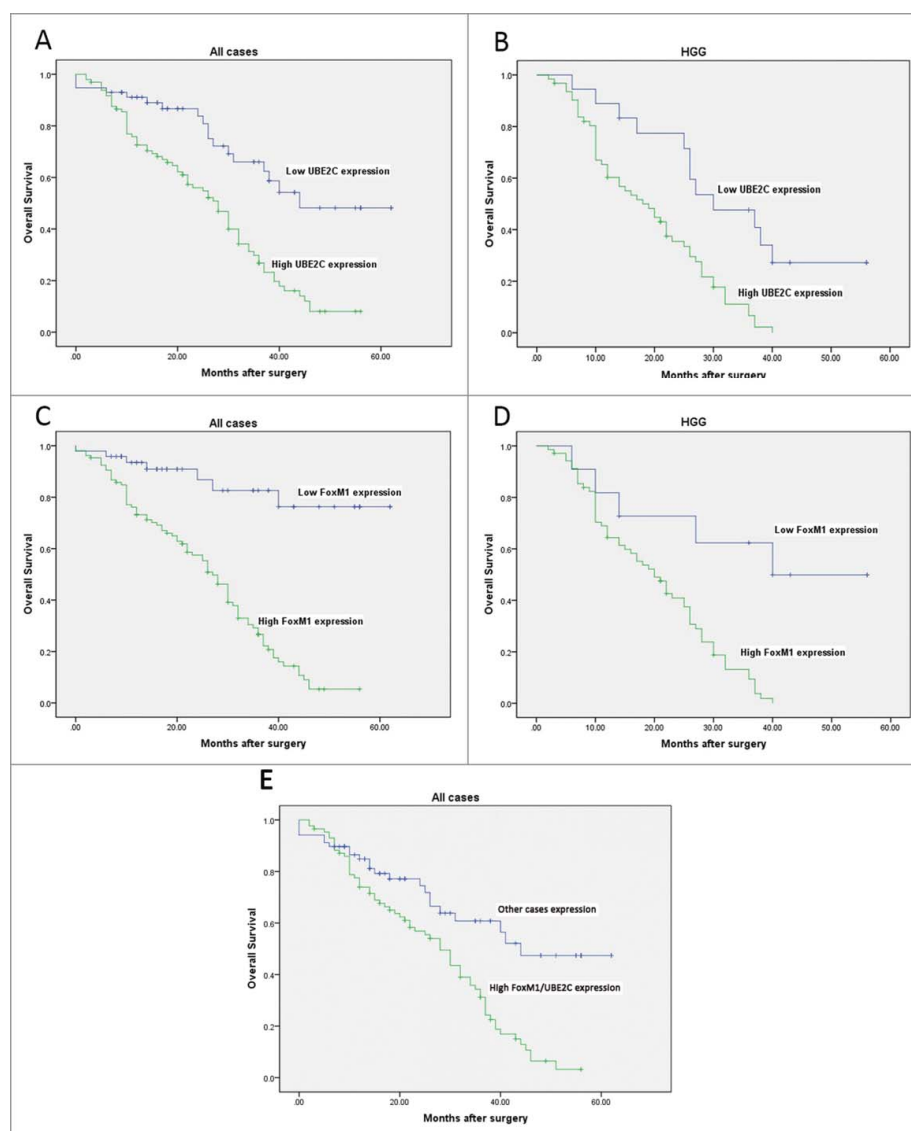 A
All cases
Overall Survival
1.0
0.8
0.6
0.4
0.2
0.0
Low UBE2C expression
High UBE2C expression
.00 20.00 40.00 60.00
Months after surgery
B
HGG
Overall Survival
1.0
0.8
0.6
0.4
0.2
0.0
Low UBE2C expression
High UBE2C expression
.00 10.00 20.00 30.00 40.00 50.00 60.00
Months after surgery
C
All cases
Overall Survival
1.0
0.8
0.6
0.4
0.2
0.0
Low FoxM1 expression
High FoxM1 expression
.00 20.00 40.00 60.00
Months after surgery
D
HGG
Overall Survival
1.0
0.8
0.6
0.4
0.2
0.0
Low FoxM1 expression
High FoxM1 expression
.00 10.00 20.00 30.00 40.00 50.00 60.00
Months after surgery
E
All cases
Overall Survival
1.0
0.8
0.6
0.4
0.2
0.0
Other cases expression
High FoxM1/UBE2C expression
.00 20.00 40.00 60.00
Months after surgery